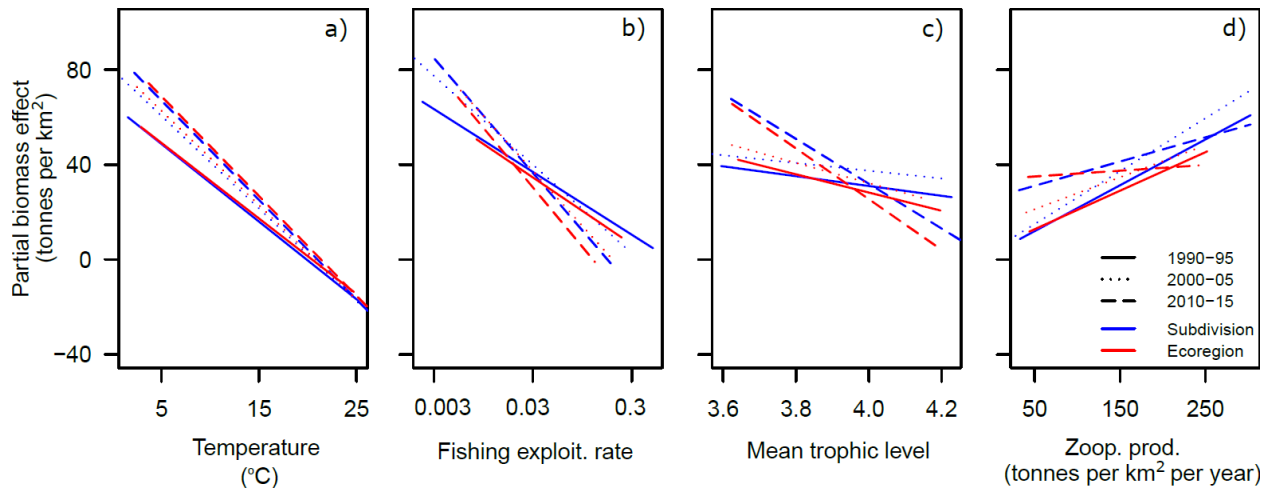 Partial biomass effect
(tonnes per km²)
80
40
0
−40
a)
5 15 25
Temperature
(°C)
b)
0.003 0.03 0.3
Fishing exploit. rate
c)
3.6 3.8 4.0 4.2
Mean trophic level
d)
1990−95
2000−05
2010−15
Subdivision
Ecoregion
50 150 250
Zoop. prod.
(tonnes per km² per year)